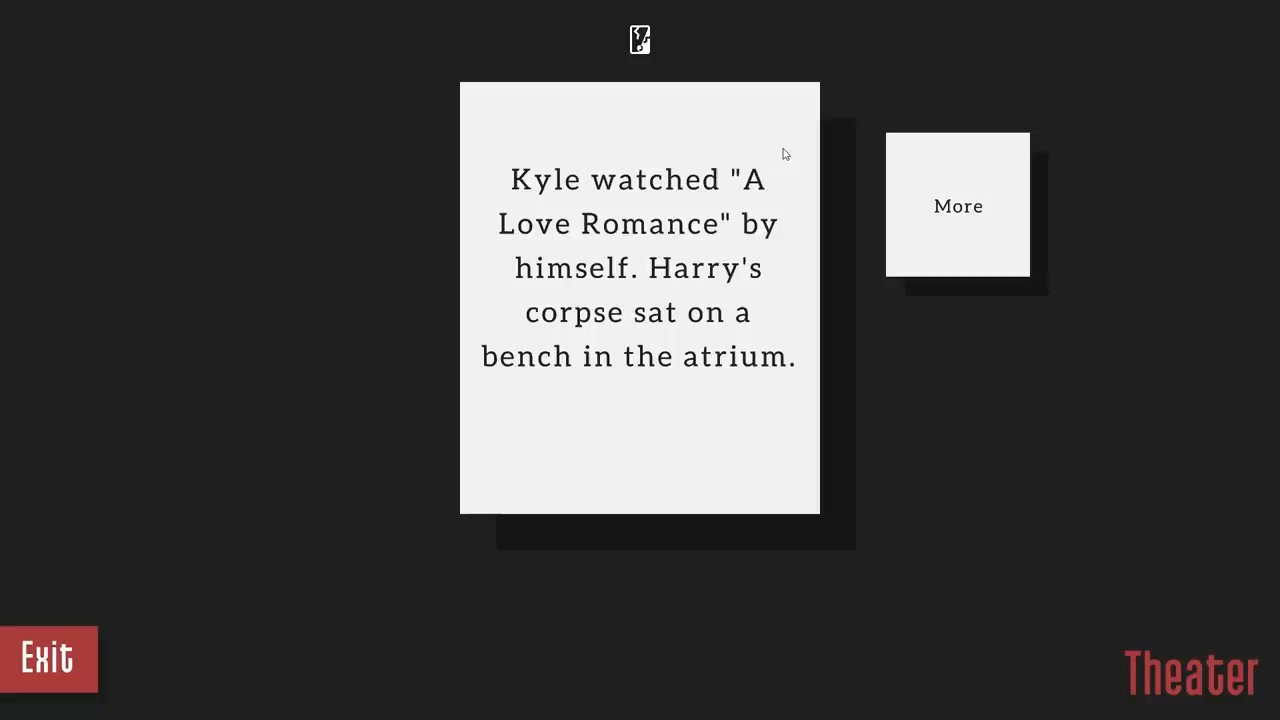 Kyle watched "A
Love Romance" by
himself. Harry's
corpse sat on a
bench in the atrium.
More
Exit
Theater